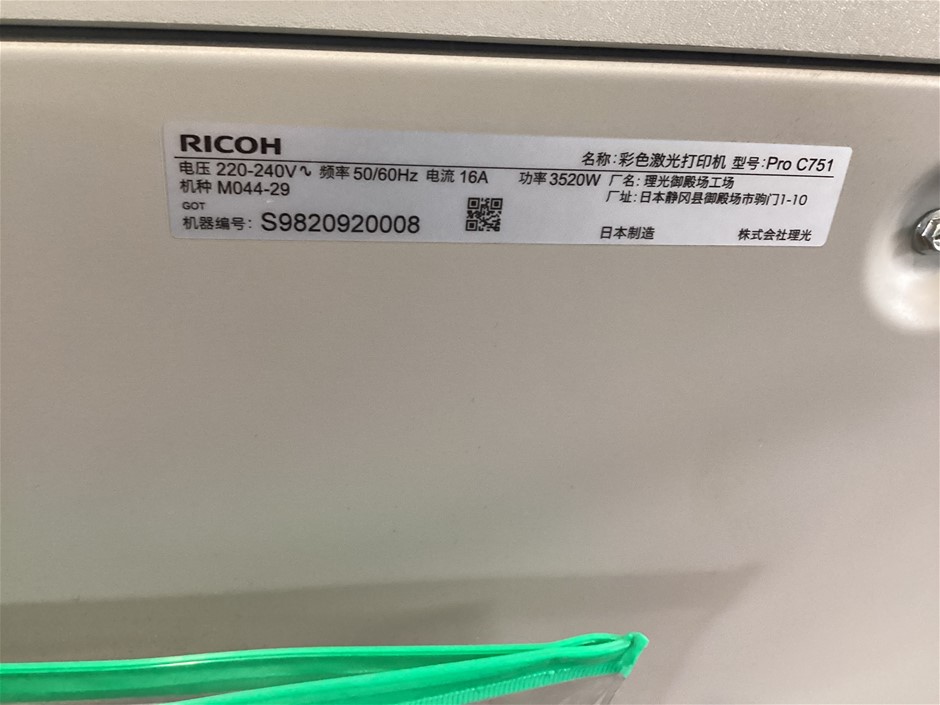 RICOH
名称:彩色激光打印机 型号:Pro C751
电压 220-240V∿ 频率 50/60Hz 电流 16A 功率 3520W 厂名: 理光御殿场工场
机种 M044-29
厂址: 日本静冈县御殿场市驹门1-10
GOT
机器编号: S9820920008
日本制造 株式会社理光